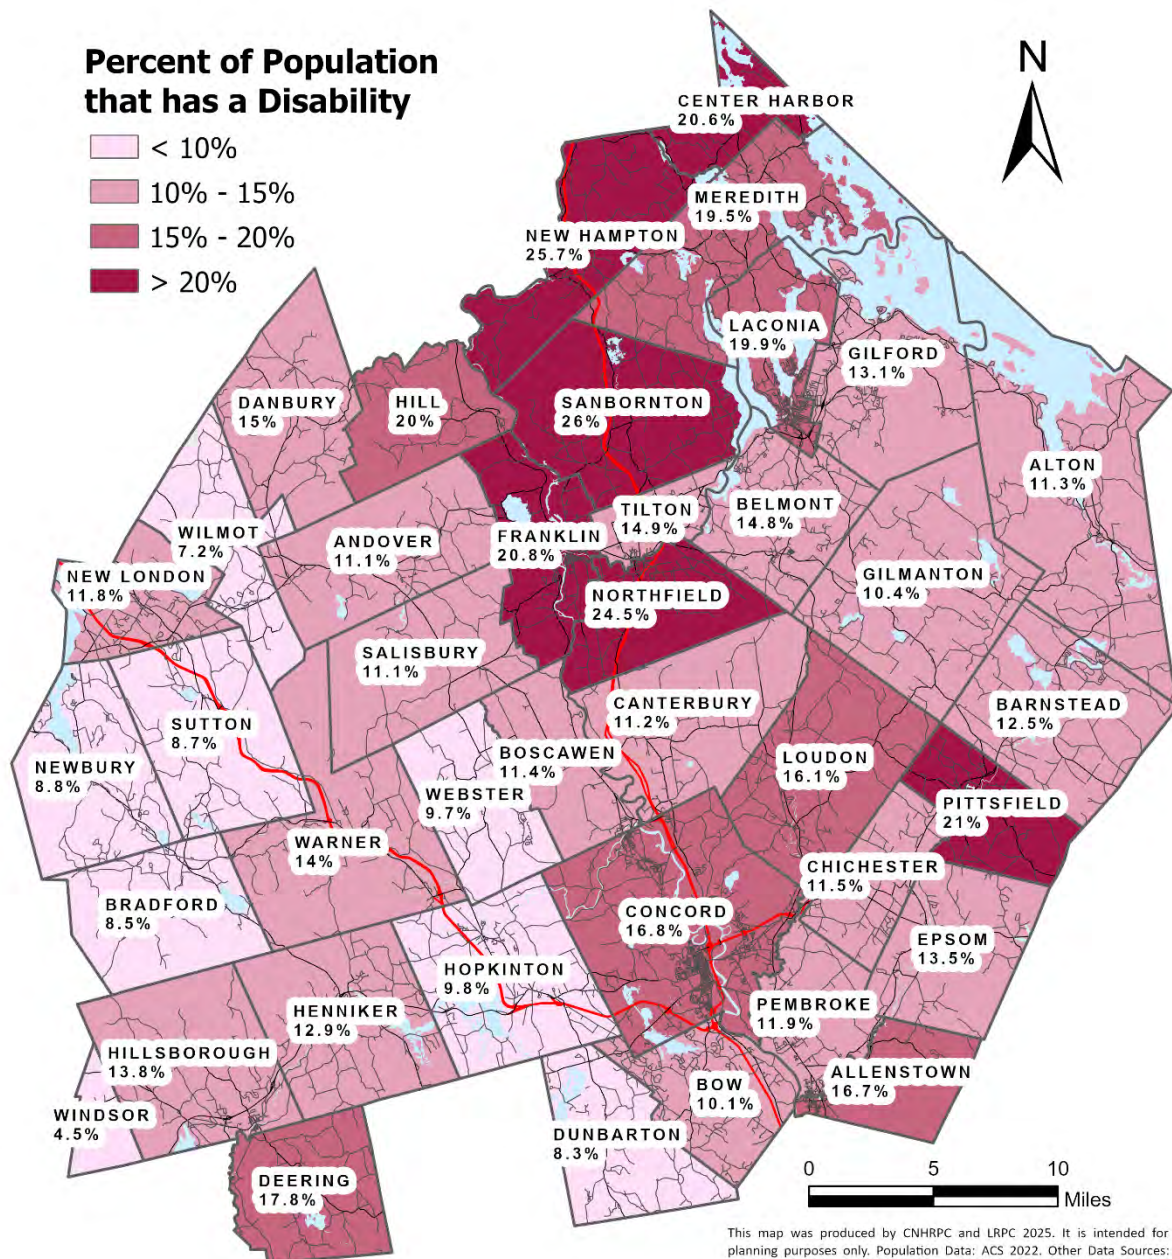 Percent of Population
that has a Disability
< 10%
10% - 15%
15% - 20%
> 20%
N
CENTER HARBOR
20.6%
MEREDITH
19.5%
NEW HAMPTON
25.7%
LACONIA
19.9%
GILFORD
13.1%
DANBURY
15%
HILL
20%
SANBORNTON
26%
ALTON
11.3%
WILMOT
7.2%
ANDOVER
11.1%
FRANKLIN
20.8%
TILTON
14.9%
BELMONT
14.8%
NEW LONDON
11.8%
NORTHFIELD
24.5%
GILMANTON
10.4%
SALISBURY
11.1%
SUTTON
8.7%
CANTERBURY
11.2%
BARNSTEAD
12.5%
NEWBURY
8.8%
BOSCAWEN
11.4%
LOUDON
16.1%
WEBSTER
9.7%
PITTSFIELD
21%
WARNER
14%
CHICHESTER
11.5%
BRADFORD
8.5%
CONCORD
16.8%
EPSOM
13.5%
HOPKINTON
9.8%
HENNIKER
12.9%
PEMBROKE
11.9%
HILLSBOROUGH
13.8%
BOW
10.1%
ALLENSTOWN
16.7%
WINDSOR
4.5%
DUNBARTON
8.3%
DEERING
17.8%
0 5 10
Miles
This map was produced by CNHRPC and LRPC 2025. It is intended for
planning purposes only. Population Data: ACS 2022. Other Data Sources: